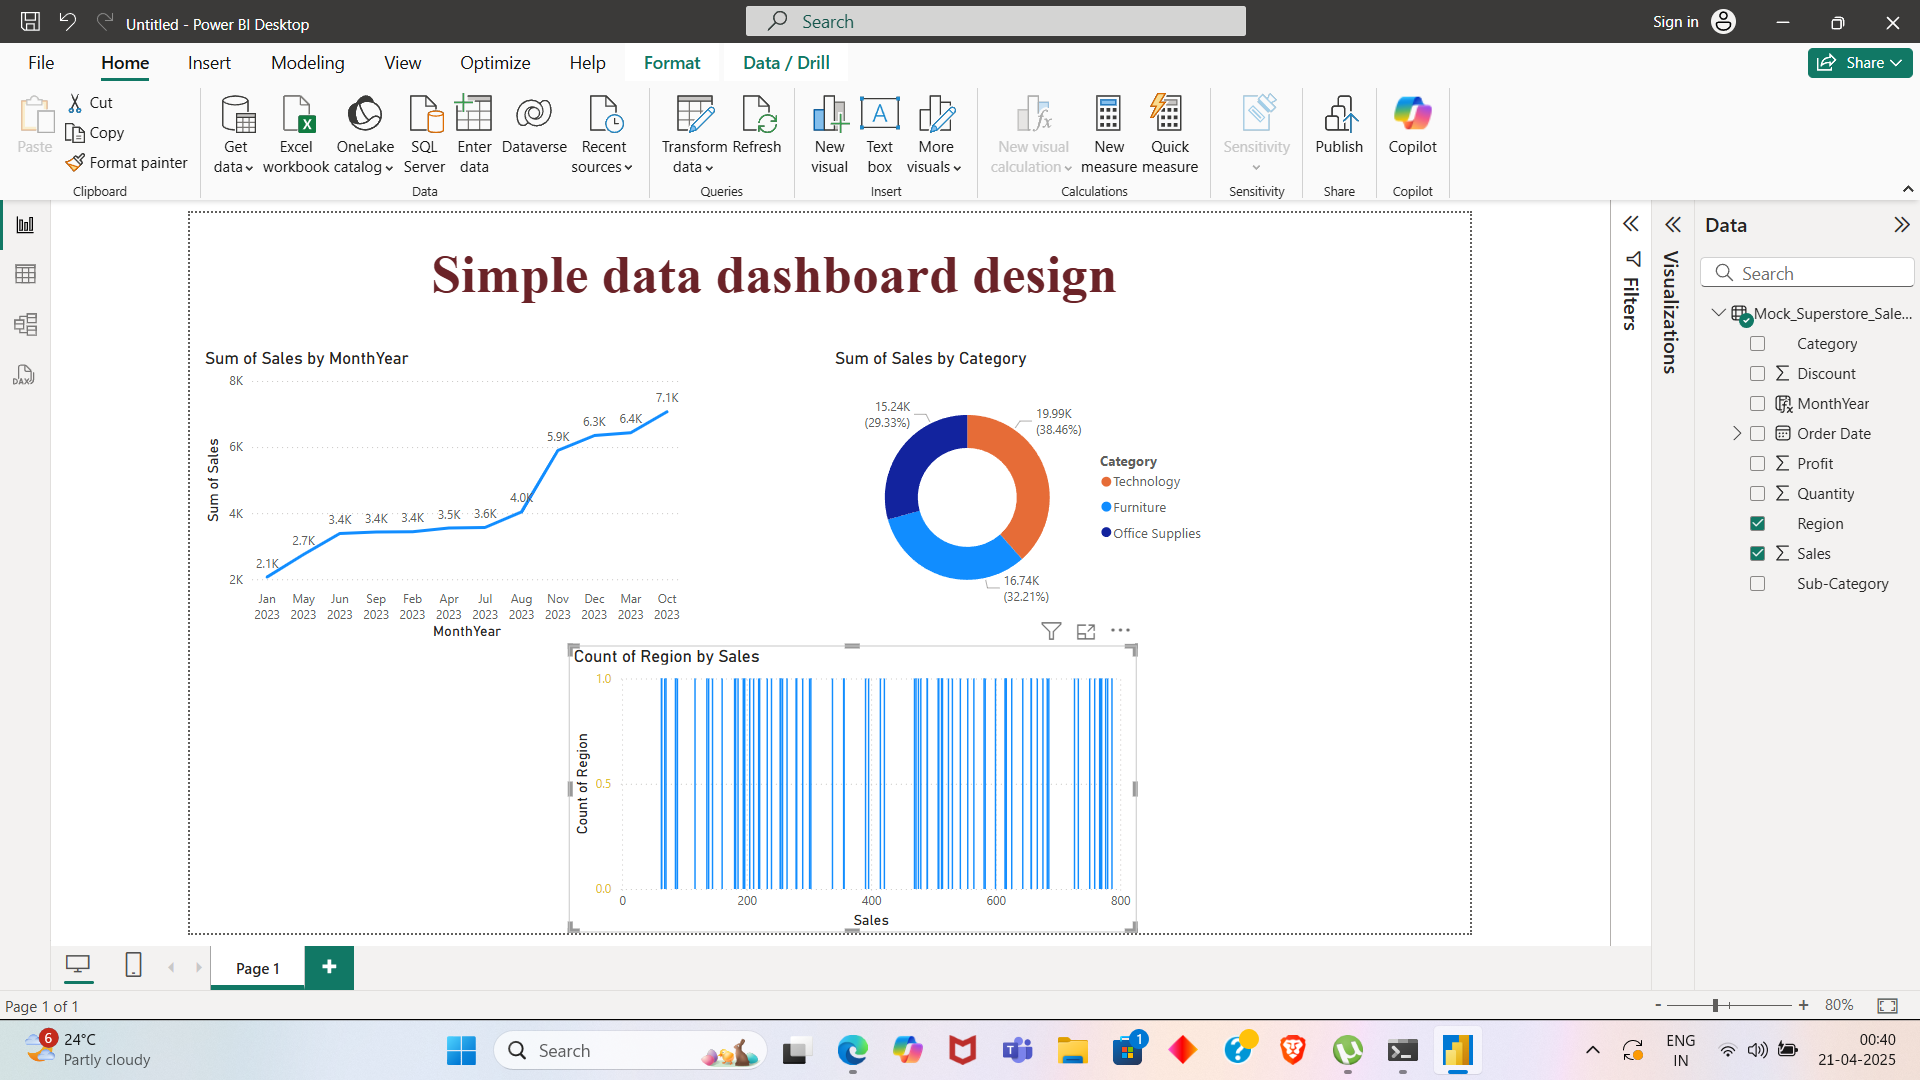 Untitled - Power BI Desktop
Search
Sign in
File
Home
Insert
Modeling
View
Optimize
Help
Format
Data / Drill
Share
Paste
Cut
Copy
Format painter
Clipboard
Get data
Excel workbook
OneLake catalog
SQL Server
Enter data
Dataverse
Recent sources
Data
Transform data
Refresh
Queries
New visual
Text box
More visuals
Insert
New visual calculation
New measure
Quick measure
Calculations
Sensitivity
Sensitivity
Publish
Share
Copilot
Copilot
DAX
Simple data dashboard design
Sum of Sales by MonthYear
8K
6K
4K
2K
Sum of Sales
2.1K
2.7K
3.4K
3.4K
3.4K
3.5K
3.6K
4.0K
5.9K
6.3K
6.4K
7.1K
Jan May Jun Sep Feb Apr Jul Aug Nov Dec Mar Oct
2023 2023 2023 2023 2023 2023 2023 2023 2023 2023 2023 2023
MonthYear
Sum of Sales by Category
15.24K
(29.33%)
19.99K
(38.46%)
16.74K
(32.21%)
Category
Technology
Furniture
Office Supplies
Count of Region by Sales
1.0
0.5
0.0
Count of Region
0 200 400 600 800
Sales
Filters
Visualizations
Data
Search
Mock_Superstore_Sale...
Category
Discount
MonthYear
Order Date
Profit
Quantity
Region
Sales
Sub-Category
Page 1
Page 1 of 1
80%
6
24°C
Partly cloudy
Search
1
ENG
IN
00:40
21-04-2025